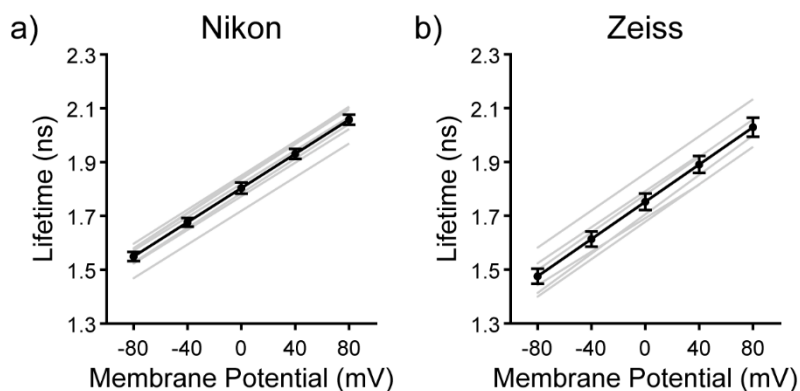 a) Nikon
Lifetime (ns)
2.3
2.1
1.9
1.7
1.5
1.3
-80 -40 0 40 80
Membrane Potential (mV)
b) Zeiss
Lifetime (ns)
2.3
2.1
1.9
1.7
1.5
1.3
-80 -40 0 40 80
Membrane Potential (mV)